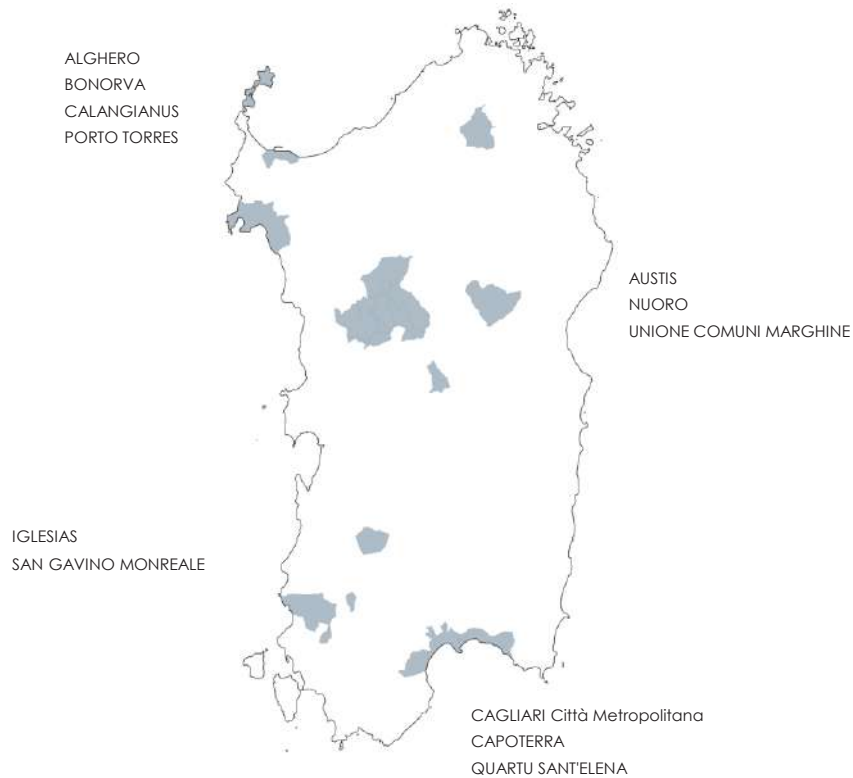 ALGHERO
BONORVA
CALANGIANUS
PORTO TORRES
AUSTIS
NUORO
UNIONE COMUNI MARGHINE
IGLESIAS
SAN GAVINO MONREALE
CAGLIARI Città Metropolitana
CAPOTERRA
QUARTU SANT'ELENA